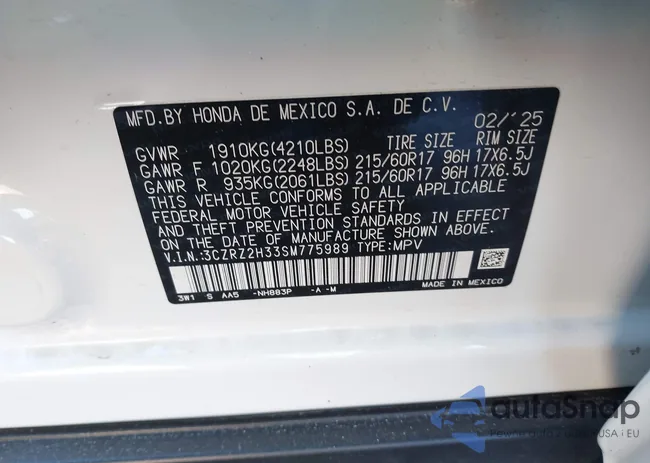 MFD.BY HONDA DE MEXICO S.A. DE C.V. 02/'25
GVWR 1910KG(4210LBS) TIRE SIZE RIM SIZE
GAWR F 1020KG(2248LBS) 215/60R17 96H 17X6.5J
GAWR R 935KG(2061LBS) 215/60R17 96H 17X6.5J
THIS VEHICLE CONFORMS TO ALL APPLICABLE
FEDERAL MOTOR VEHICLE SAFETY
AND THEFT PREVENTION STANDARDS IN EFFECT
ON THE DATE OF MANUFACTURE SHOWN ABOVE.
V.I.N:3CZRZ2H33SM775989 TYPE:MPV
3W1 S AA5 -NH883P -A -M MADE IN MEXICO
autoSnap